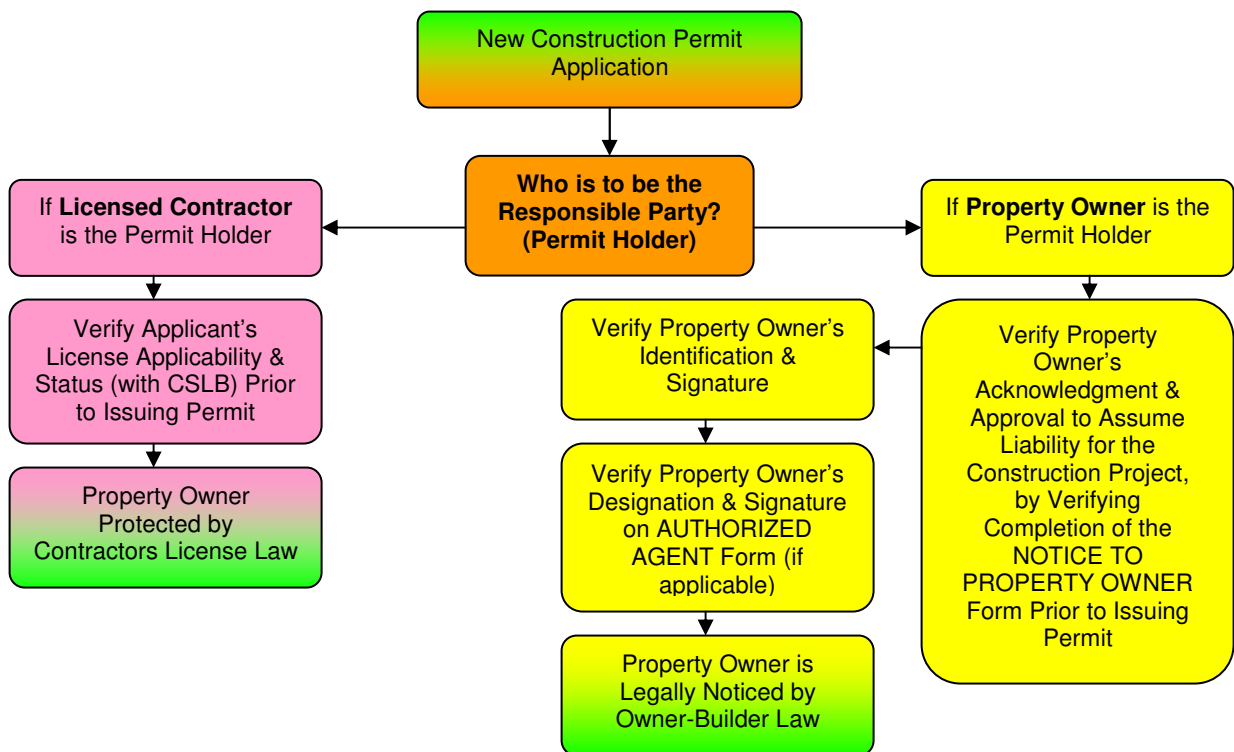 New Construction Permit
Application
Who is to be the
Responsible Party?
(Permit Holder)
If Licensed Contractor
is the Permit Holder
If Property Owner is the
Permit Holder
Verify Applicant's
License Applicability &
Status (with CSLB) Prior
to Issuing Permit
Property Owner
Protected by
Contractors License Law
Verify Property
Owner's
Acknowledgment &
Approval to Assume
Liability for the
Construction Project,
by Verifying
Completion of the
NOTICE TO
PROPERTY OWNER
Form Prior to Issuing
Permit
Verify Property Owner's
Identification &
Signature
Verify Property Owner's
Designation & Signature
on AUTHORIZED
AGENT Form (if
applicable)
Property Owner is
Legally Noticed by
Owner-Builder Law